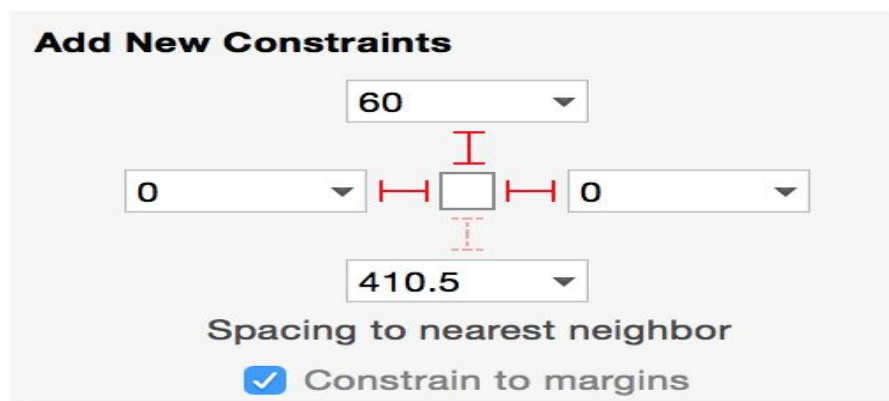 Add New Constraints
60
0 0
410.5
Spacing to nearest neighbor
Constrain to margins